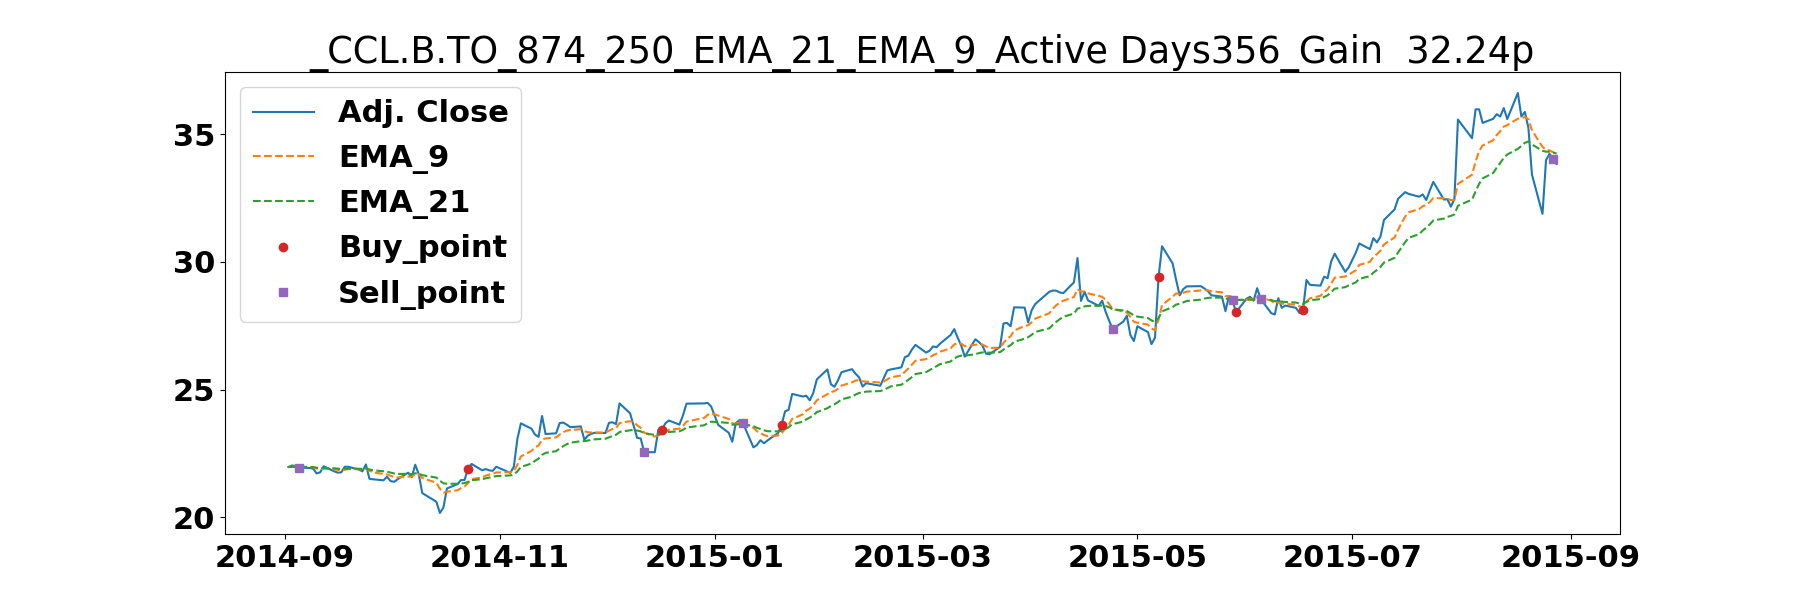 _CCL.B.TO_874_250_EMA_21_EMA_9_Active Days356_Gain  32.24p
Adj. Close
EMA_9
EMA_21
Buy_point
Sell_point
35
30
25
20
2014-09 2014-11 2015-01 2015-03 2015-05 2015-07 2015-09